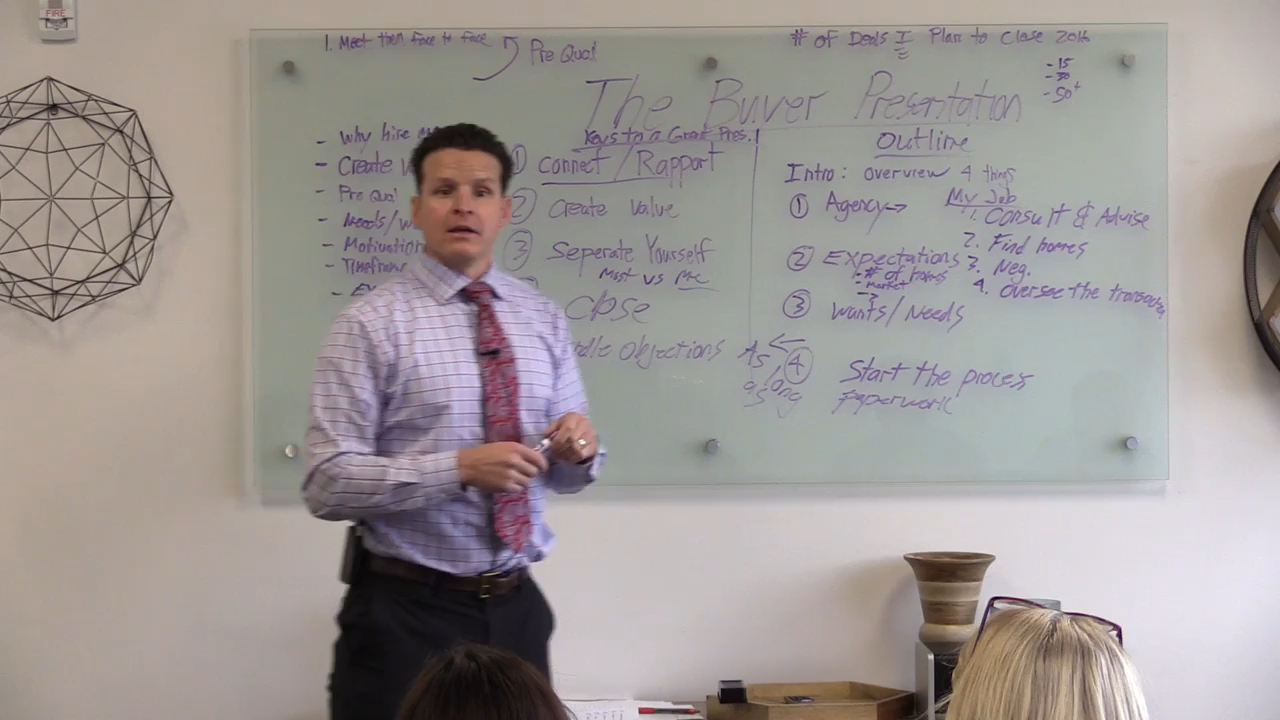 FIRE
1. Meet them Face to Face
Pre Qual
# of Deals I Plan to Close 2016
- 15
- 30
- 50+
The Buyer Presentation
- Why hire
- Create
- Pre Qual
- Needs/
- Motivation
- Timeframe
Keys to a Great Pres.
① Connect / Rapport
② Create Value
③ Seperate Yourself
Most vs Me
Close
Objections
Outline
Intro: overview 4 things
① Agency→
② Expectations
- # of homes
- Market
③ Wants/Needs
As ← ④ Start the process
paperwork
My Job
1. Consult & Advise
2. Find homes
3. Neg.
4. oversee the